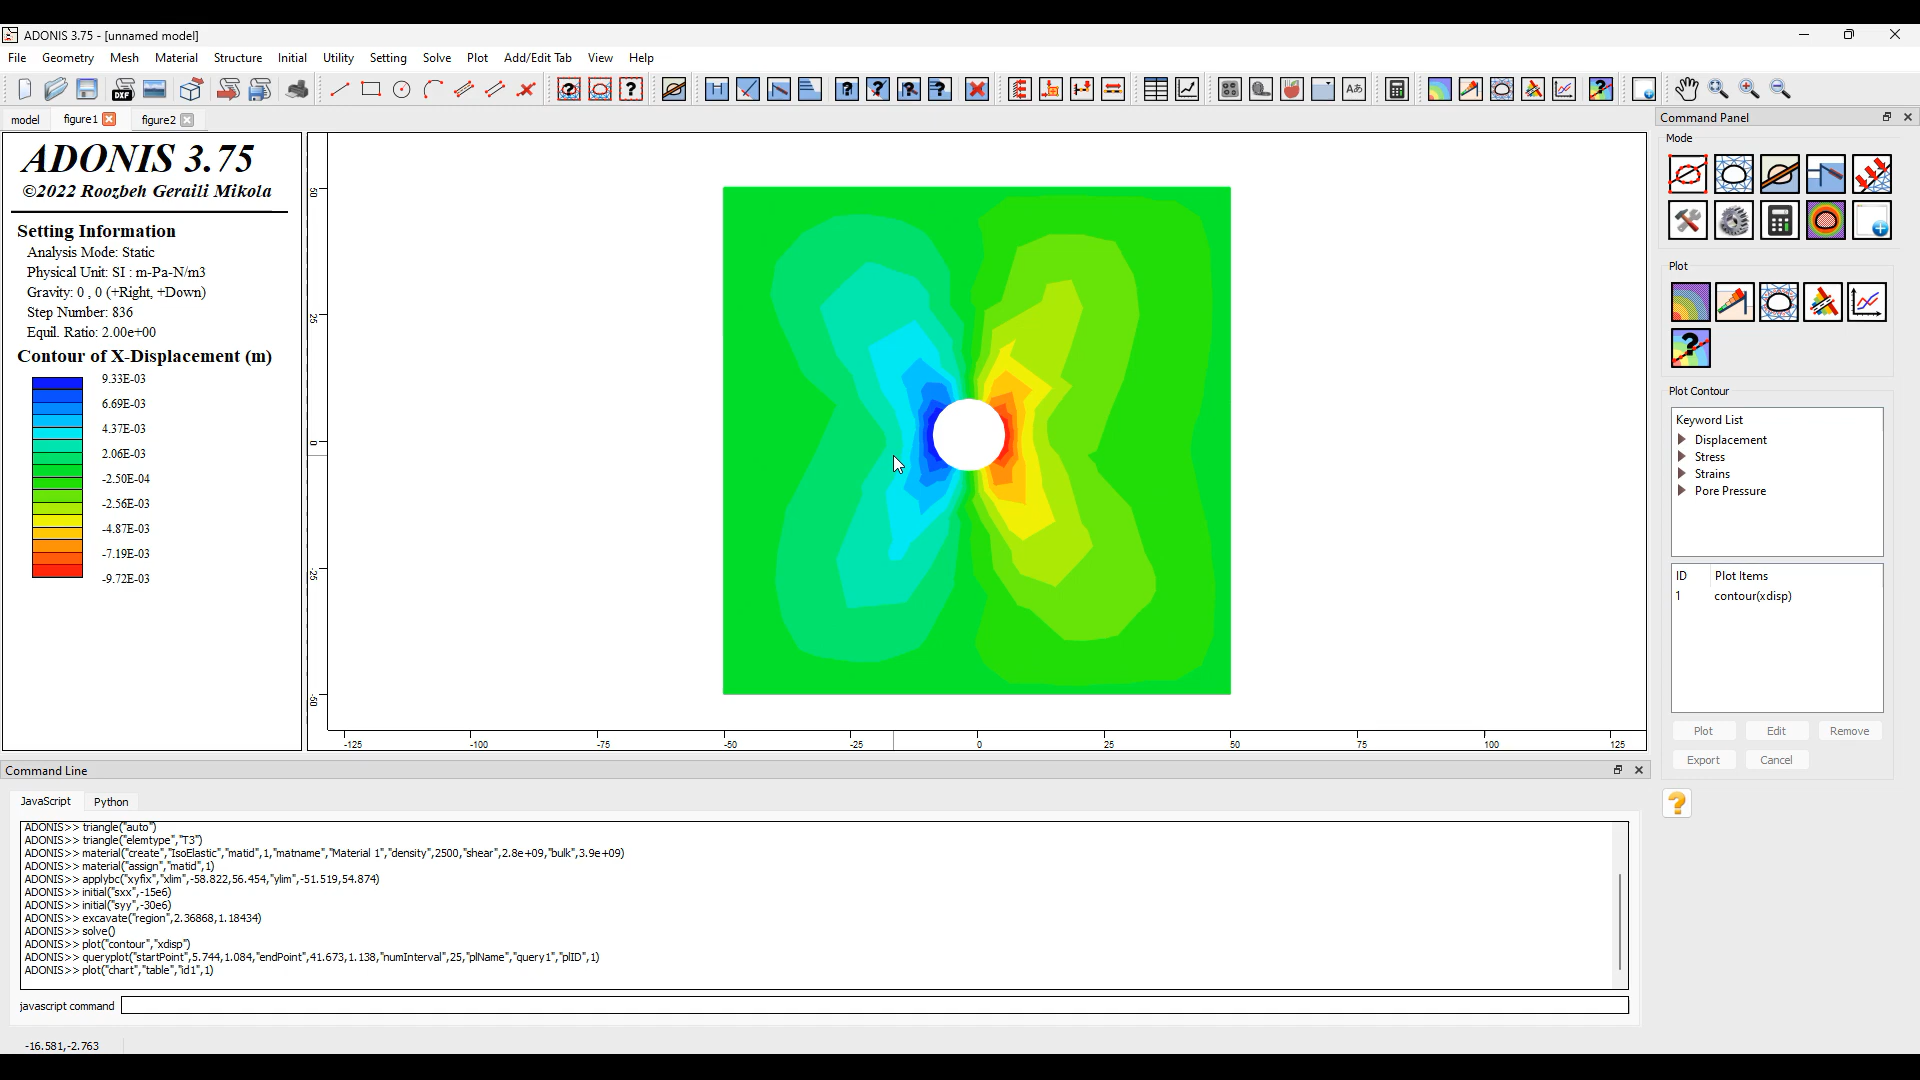 ADONIS 3.75 - [unnamed model]
File Geometry Mesh Material Structure Initial Utility Setting Solve Plot Add/Edit Tab View Help
model figure1 figure2
ADONIS 3.75
©2022 Roozbeh Geraili Mikola
Setting Information
Analysis Mode: Static
Physical Unit: SI : m-Pa-N/m3
Gravity: 0 , 0 (+Right, +Down)
Step Number: 836
Equil. Ratio: 2.00e+00
Contour of X-Displacement (m)
9.33E-03
6.69E-03
4.37E-03
2.06E-03
-2.50E-04
-2.56E-03
-4.87E-03
-7.19E-03
-9.72E-03
50
25
0
-25
-50
-125 -100 -75 -50 -25 0 25 50 75 100 125
Command Panel
Mode
Plot
Plot Contour
Keyword List
Displacement
Stress
Strains
Pore Pressure
ID Plot Items
1 contour(xdisp)
Plot Edit Remove
Export Cancel
Command Line
JavaScript Python
ADONIS>> triangle("auto")
ADONIS>> triangle("elemtype","T3")
ADONIS>> material("create","IsoElastic","matid",1,"matname","Material 1","density",2500,"shear",2.8e+09,"bulk",3.9e+09)
ADONIS>> material("assign","matid",1)
ADONIS>> applybc("xyfix","xlim",-58.822,56.454,"ylim",-51.519,54.874)
ADONIS>> initial("sxx",-15e6)
ADONIS>> initial("syy",-30e6)
ADONIS>> excavate("region",2.36868,1.18434)
ADONIS>> solve()
ADONIS>> plot("contour","xdisp")
ADONIS>> queryplot("startPoint",5.744,1.084,"endPoint",41.673,1.138,"numInterval",25,"plName","query1","plID",1)
ADONIS>> plot("chart","table","id1",1)
javascript command
-16.581,-2.763